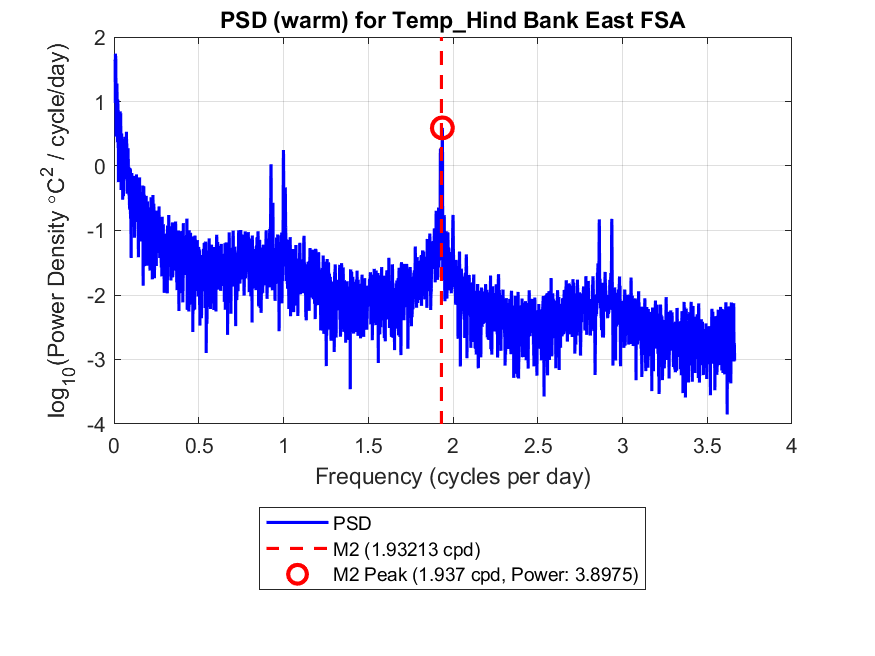 PSD (warm) for Temp_Hind Bank East FSA
log10(Power Density °C2 / cycle/day)
2
1
0
-1
-2
-3
-4
0 0.5 1 1.5 2 2.5 3 3.5 4
Frequency (cycles per day)
PSD
M2 (1.93213 cpd)
M2 Peak (1.937 cpd, Power: 3.8975)